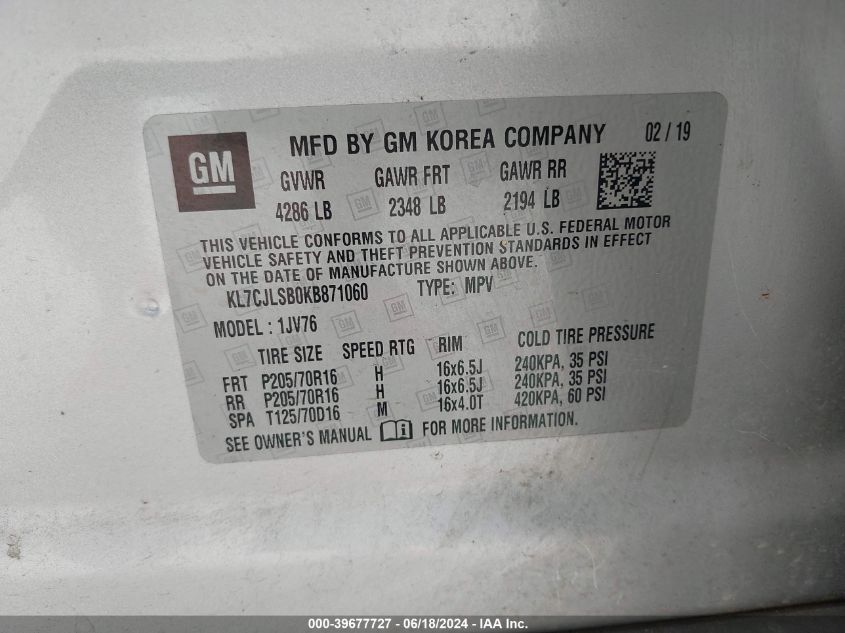 GM
MFD BY GM KOREA COMPANY 02 / 19
GVWR GAWR FRT GAWR RR
4286 LB 2348 LB 2194 LB
THIS VEHICLE CONFORMS TO ALL APPLICABLE U.S. FEDERAL MOTOR
VEHICLE SAFETY AND THEFT PREVENTION STANDARDS IN EFFECT
ON THE DATE OF MANUFACTURE SHOWN ABOVE.
KL7CJLSB0KB871060 TYPE: MPV
MODEL : 1JV76
TIRE SIZE SPEED RTG RIM COLD TIRE PRESSURE
FRT P205/70R16 H 16x6.5J 240KPA, 35 PSI
RR P205/70R16 H 16x6.5J 240KPA, 35 PSI
SPA T125/70D16 M 16x4.0T 420KPA, 60 PSI
SEE OWNER'S MANUAL FOR MORE INFORMATION.
000-39677727 - 06/18/2024 - IAA Inc.